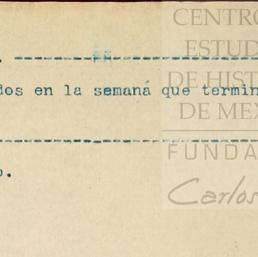 CENTRO
ESTUD
DE HIST
DE MEX
FUNDA
Carlos
. ----------
dos en la semana que termin
----------
o.